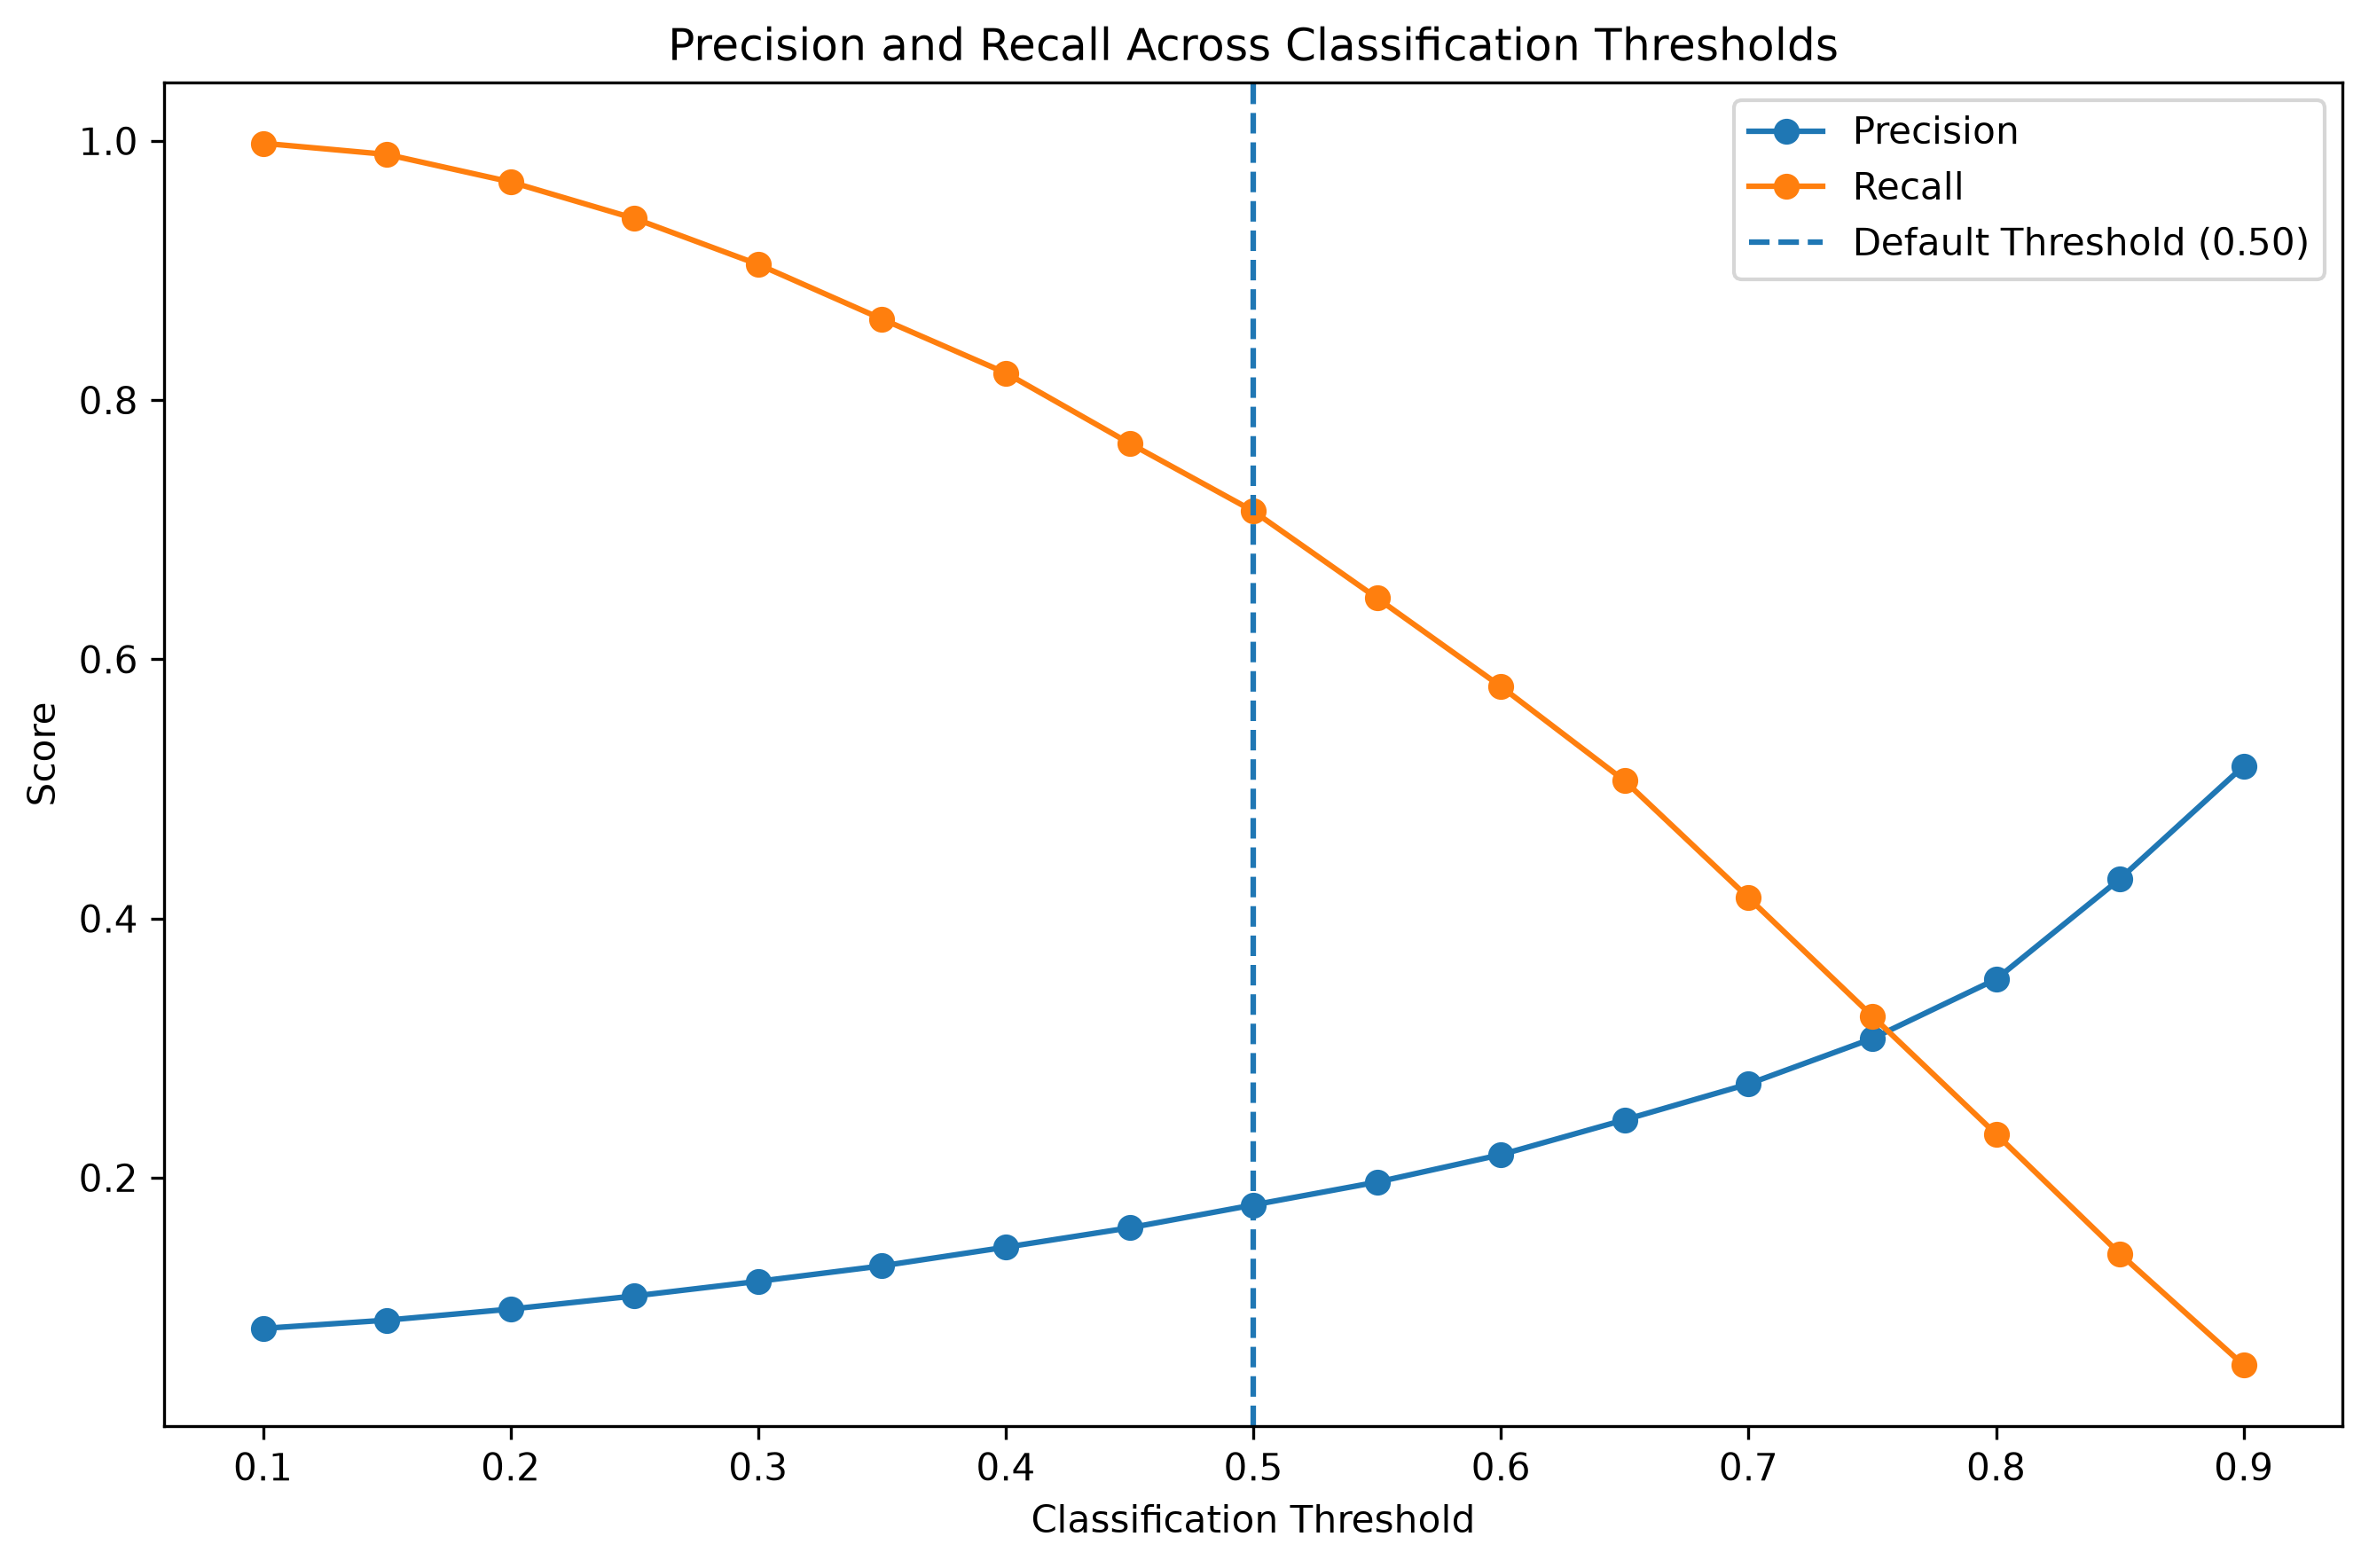 Precision and Recall Across Classification Thresholds
Precision
Recall
Default Threshold (0.50)
Score
1.0
0.8
0.6
0.4
0.2
0.1 0.2 0.3 0.4 0.5 0.6 0.7 0.8 0.9
Classification Threshold